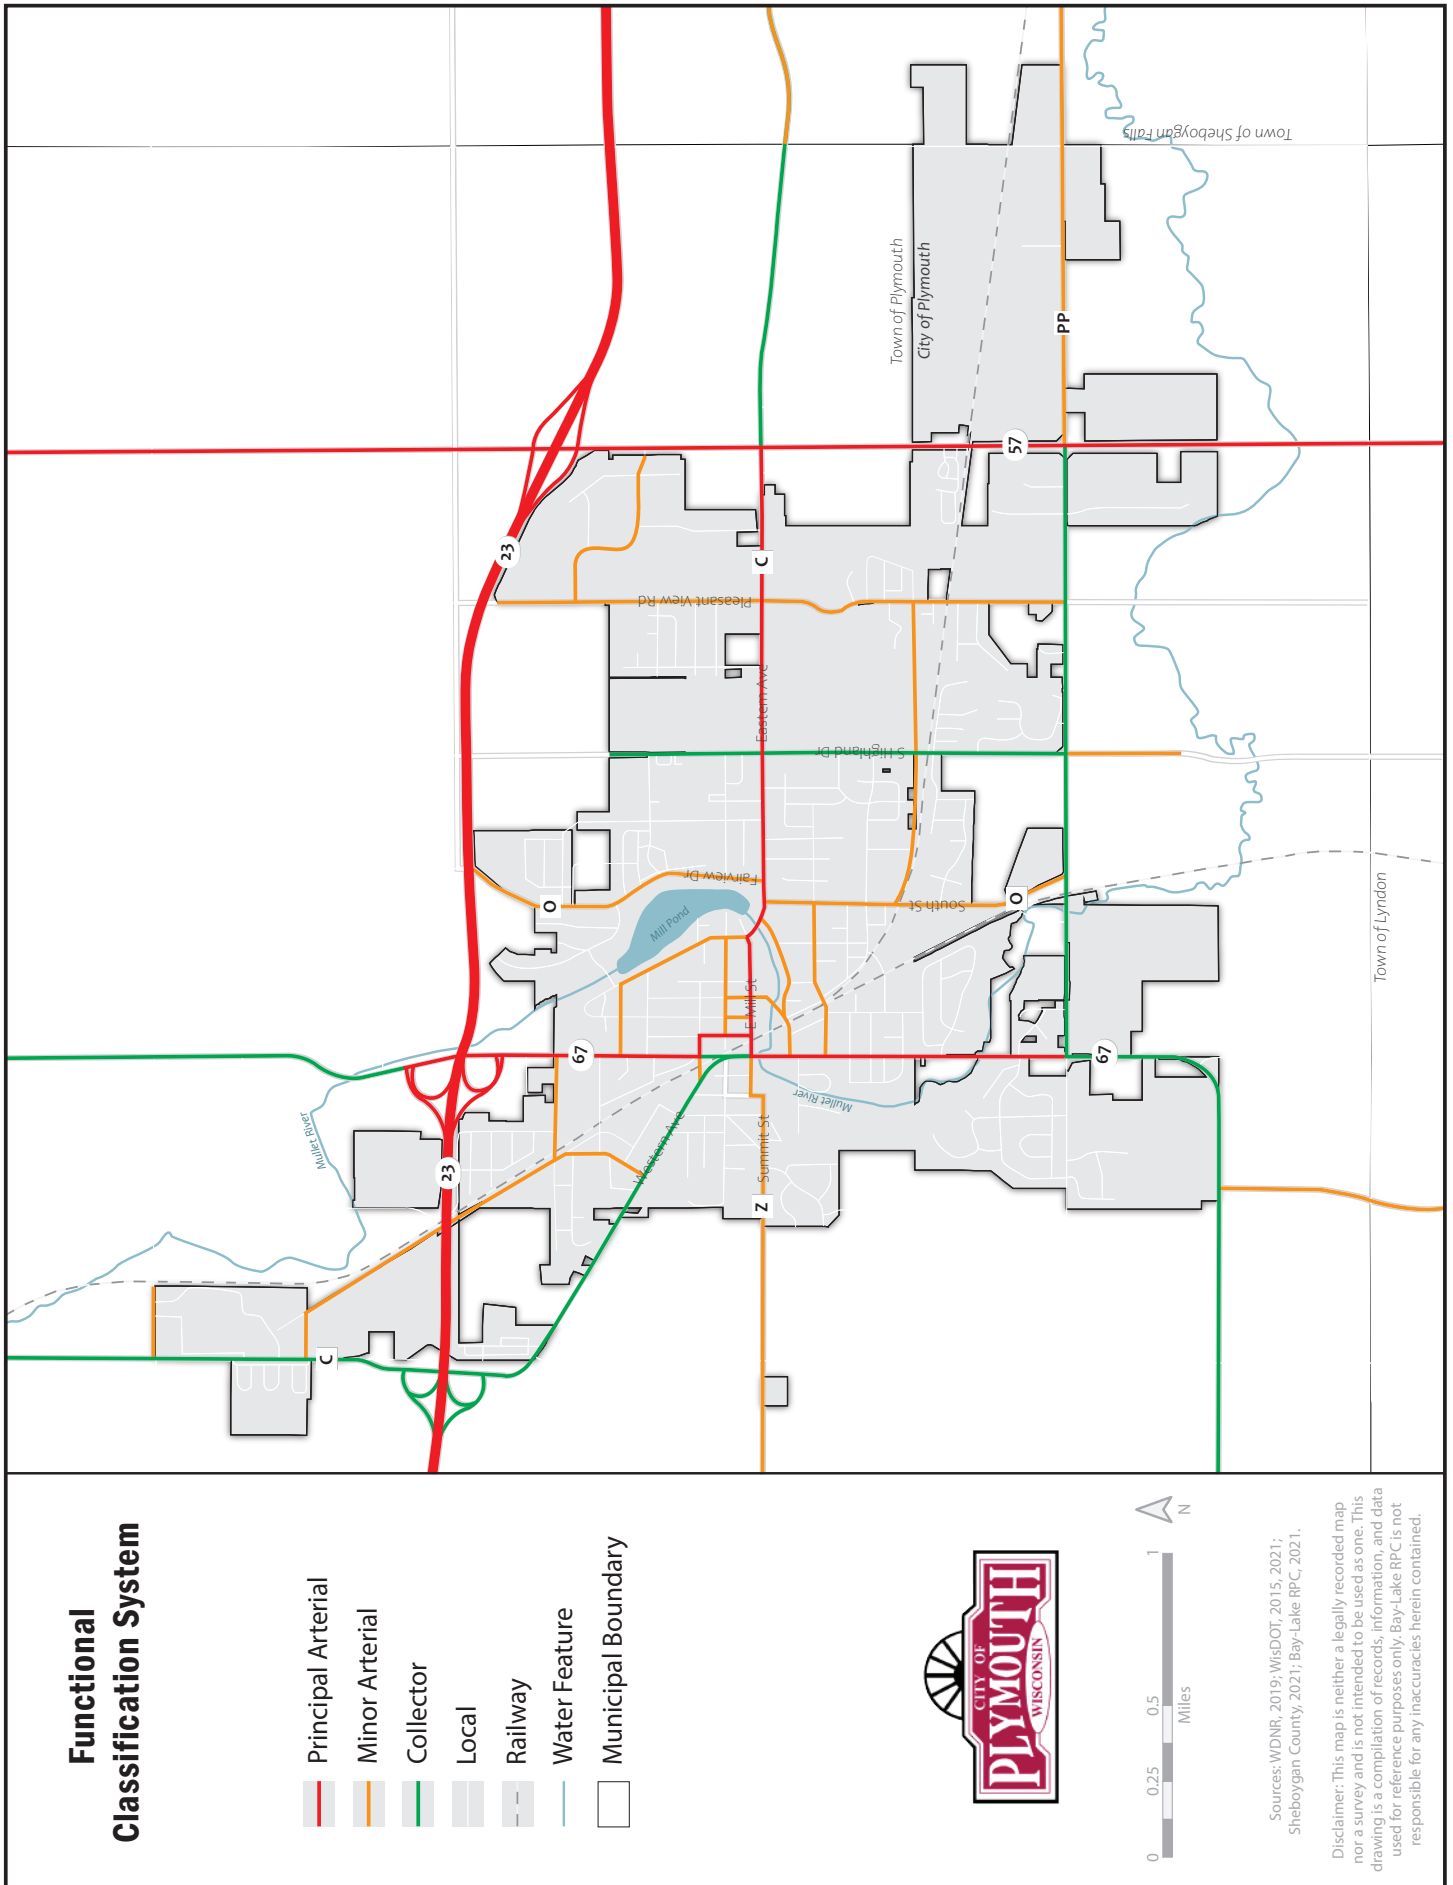 Functional
Classification System
Principal Arterial
Minor Arterial
Collector
Local
Railway
Water Feature
Municipal Boundary
CITY OF
PLYMOUTH
WISCONSIN
0
0.25
0.5
1
Miles
N
Sources: WDNR, 2019; WisDOT, 2015, 2021;
Sheboygan County, 2021; Bay-Lake RPC, 2021.
Disclaimer: This map is neither a legally recorded map
nor a survey and is not intended to be used as one. This
drawing is a compilation of records, information, and data
used for reference purposes only. Bay-Lake RPC is not
responsible for any inaccuracies herein contained.
C
23
Mullet River
67
O
23
Mill Pond
Fairview Dr
Western Ave
E Mill St
Summit St
Z
Mullet River
Pleasant View Rd
Eastern Ave
C
S Highland Dr
South St
O
67
57
PP
Town of Plymouth
City of Plymouth
Town of Sheboygan Falls
Town of Lyndon